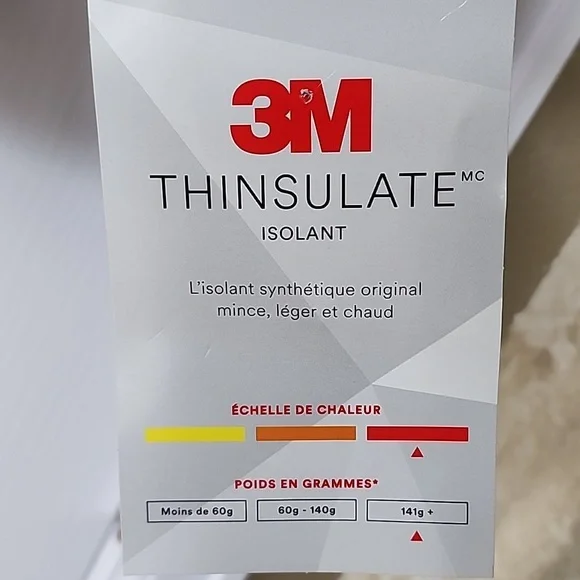 3M
THINSULATE MC
ISOLANT
L'isolant synthétique original
mince, léger et chaud
ÉCHELLE DE CHALEUR
POIDS EN GRAMMES*
Moins de 60g 60g - 140g 141g +